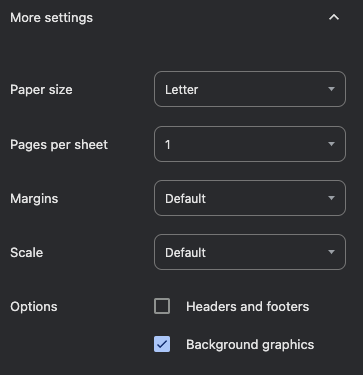 More settings
Paper size Letter
Pages per sheet 1
Margins Default
Scale Default
Options Headers and footers
Background graphics